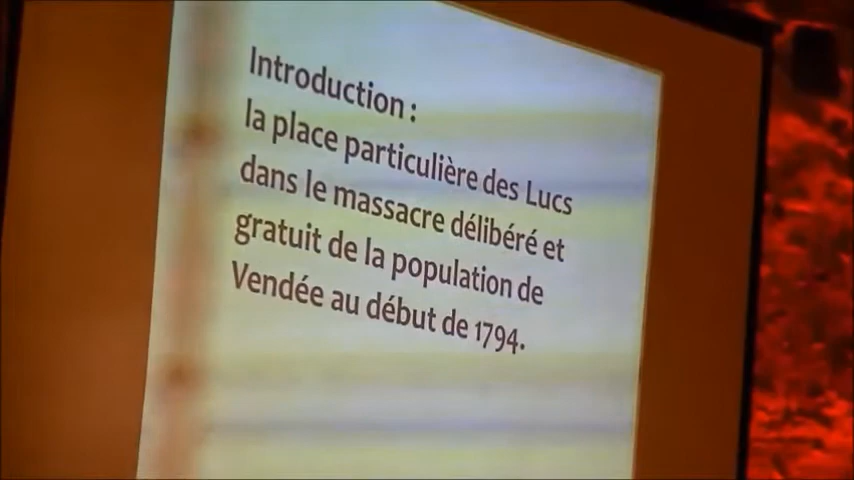 Introduction :
la place particulière des Lucs
dans le massacre délibéré et
gratuit de la population de
Vendée au début de 1794.